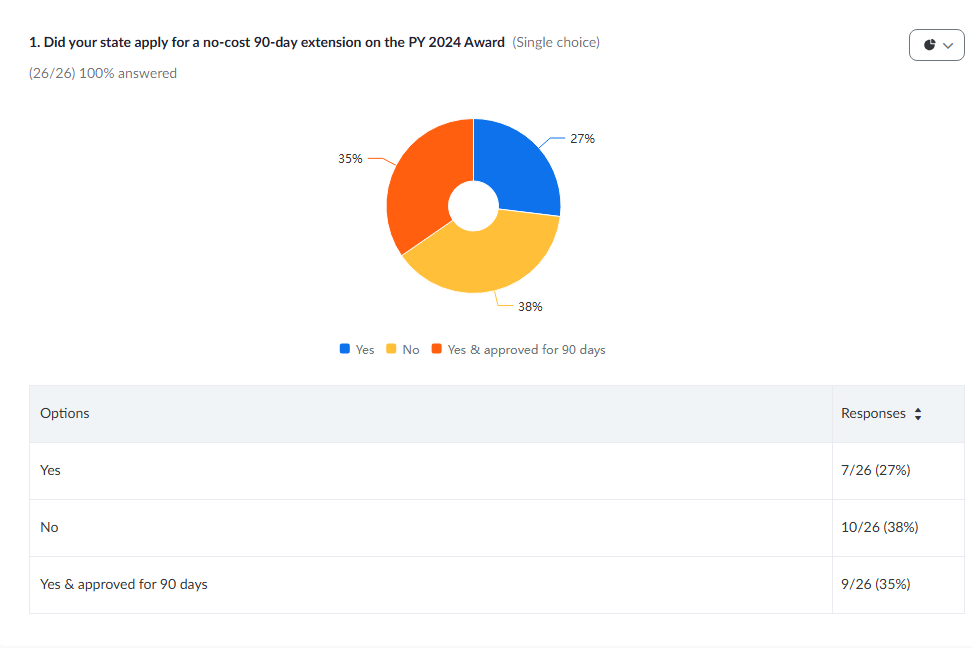 1. Did your state apply for a no-cost 90-day extension on the PY 2024 Award (Single choice)
(26/26) 100% answered
27%
35%
38%
Yes No Yes & approved for 90 days
Options Responses
Yes 7/26 (27%)
No 10/26 (38%)
Yes & approved for 90 days 9/26 (35%)